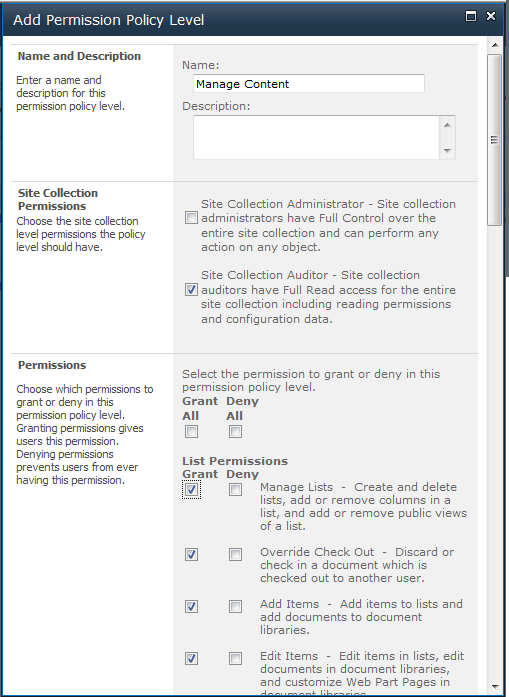 Add Permission Policy Level
Name and Description
Enter a name and
description for this
permission policy level.
Name:
Manage Content
Description:
Site Collection
Permissions
Choose the site collection
level permissions the policy
level should have.
Site Collection Administrator - Site collection
administrators have Full Control over the
entire site collection and can perform any
action on any object.
Site Collection Auditor - Site collection
auditors have Full Read access for the entire
site collection including reading permissions
and configuration data.
Permissions
Choose which permissions to
grant or deny in this
permission policy level.
Granting permissions gives
users this permission.
Denying permissions
prevents users from ever
having this permission.
Select the permission to grant or deny in this
permission policy level.
Grant Deny
All All
List Permissions
Grant Deny
Manage Lists - Create and delete
lists, add or remove columns in a
list, and add or remove public views
of a list.
Override Check Out - Discard or
check in a document which is
checked out to another user.
Add Items - Add items to lists and
add documents to document
libraries.
Edit Items - Edit items in lists, edit
documents in document libraries,
and customize Web Part Pages in
document libraries.